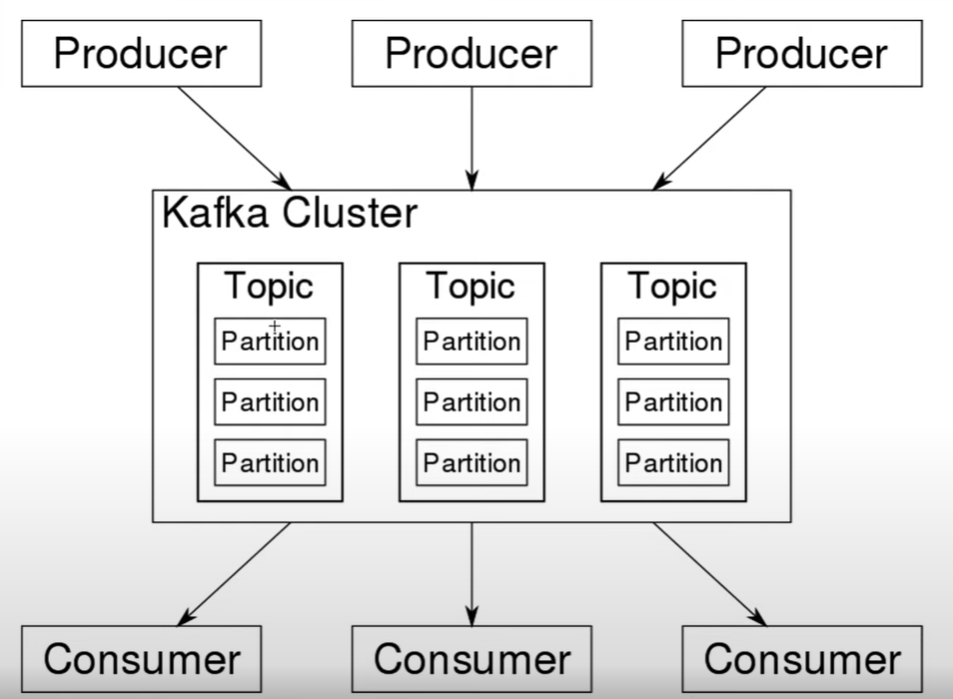 Producer
Producer
Producer
Kafka Cluster
Topic
Partition
Partition
Partition
Topic
Partition
Partition
Partition
Topic
Partition
Partition
Partition
Consumer
Consumer
Consumer